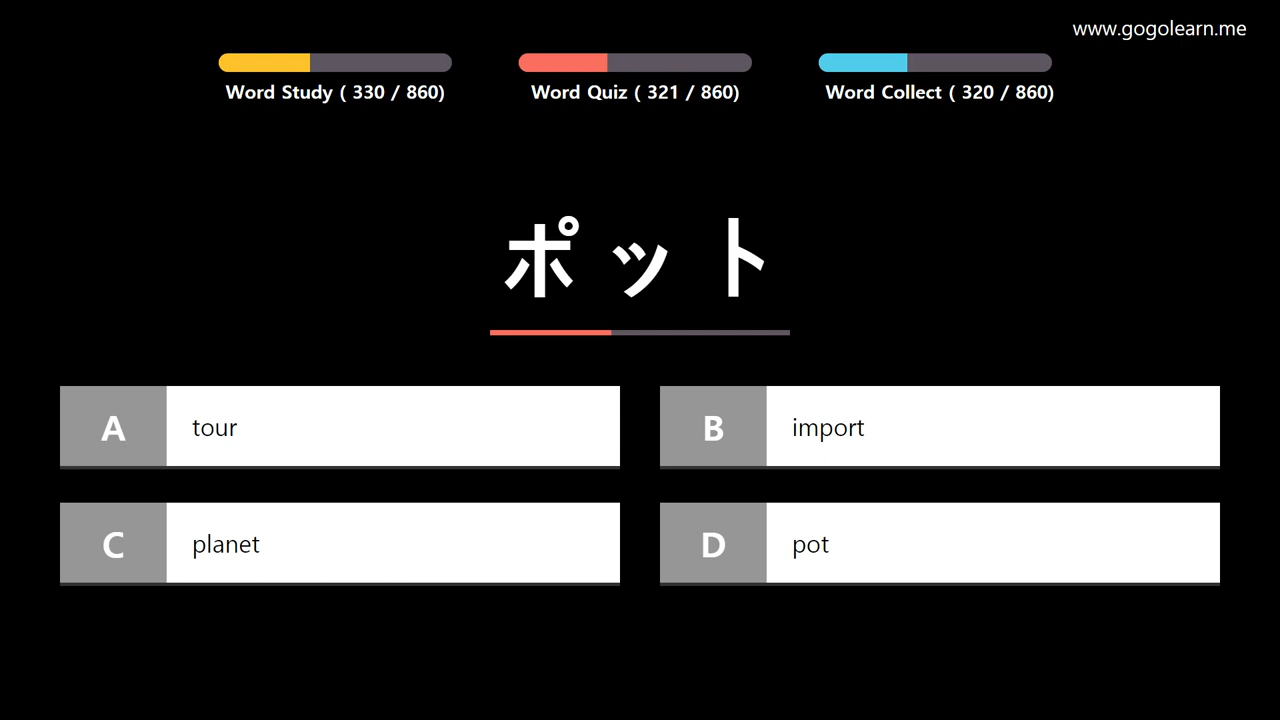 www.gogolearn.me
Word Study ( 330 / 860)
Word Quiz ( 321 / 860)
Word Collect ( 320 / 860)
ポット
A tour
B import
C planet
D pot